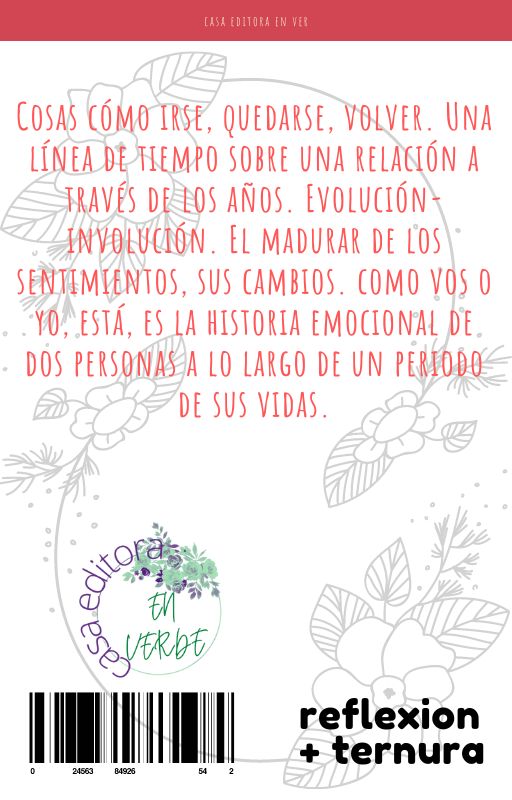 CASA EDITORA EN VER
COSAS CÓMO IRSE, QUEDARSE, VOLVER. UNA
LÍNEA DE TIEMPO SOBRE UNA RELACIÓN A
TRAVÉS DE LOS AÑOS. EVOLUCIÓN-
INVOLUCIÓN. EL MADURAR DE LOS
SENTIMIENTOS, SUS CAMBIOS. COMO VOS O
YO, ESTÁ, ES LA HISTORIA EMOCIONAL DE
DOS PERSONAS A LO LARGO DE UN PERIODO
DE SUS VIDAS.
casa editora
EN
VERDE
reflexion
+ ternura
0 24563 84926 54 2